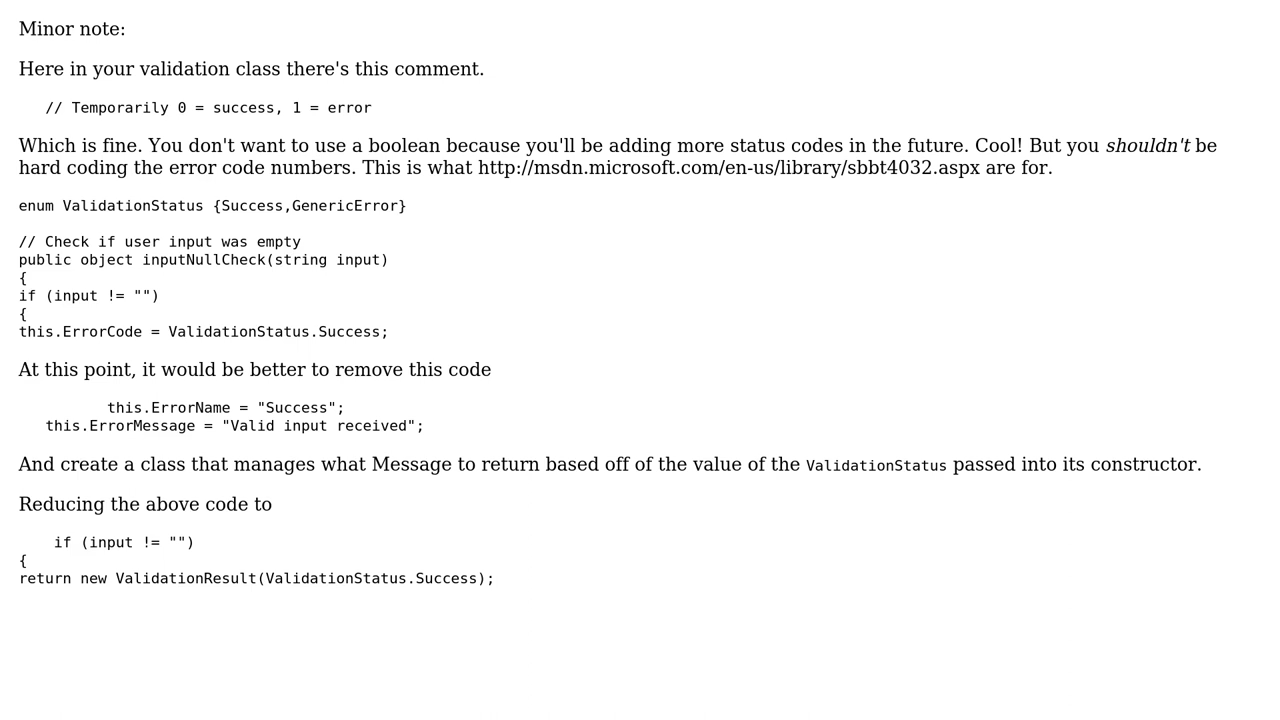 Minor note:
Here in your validation class there's this comment.
// Temporarily 0 = success, 1 = error
Which is fine. You don't want to use a boolean because you'll be adding more status codes in the future. Cool! But you shouldn't be
hard coding the error code numbers. This is what http://msdn.microsoft.com/en-us/library/sbbt4032.aspx are for.
enum ValidationStatus {Success,GenericError}
// Check if user input was empty
public object inputNullCheck(string input)
{
if (input != "")
{
this.ErrorCode = ValidationStatus.Success;
At this point, it would be better to remove this code
this.ErrorName = "Success";
this.ErrorMessage = "Valid input received";
And create a class that manages what Message to return based off of the value of the ValidationStatus passed into its constructor.
Reducing the above code to
if (input != "")
{
return new ValidationResult(ValidationStatus.Success);